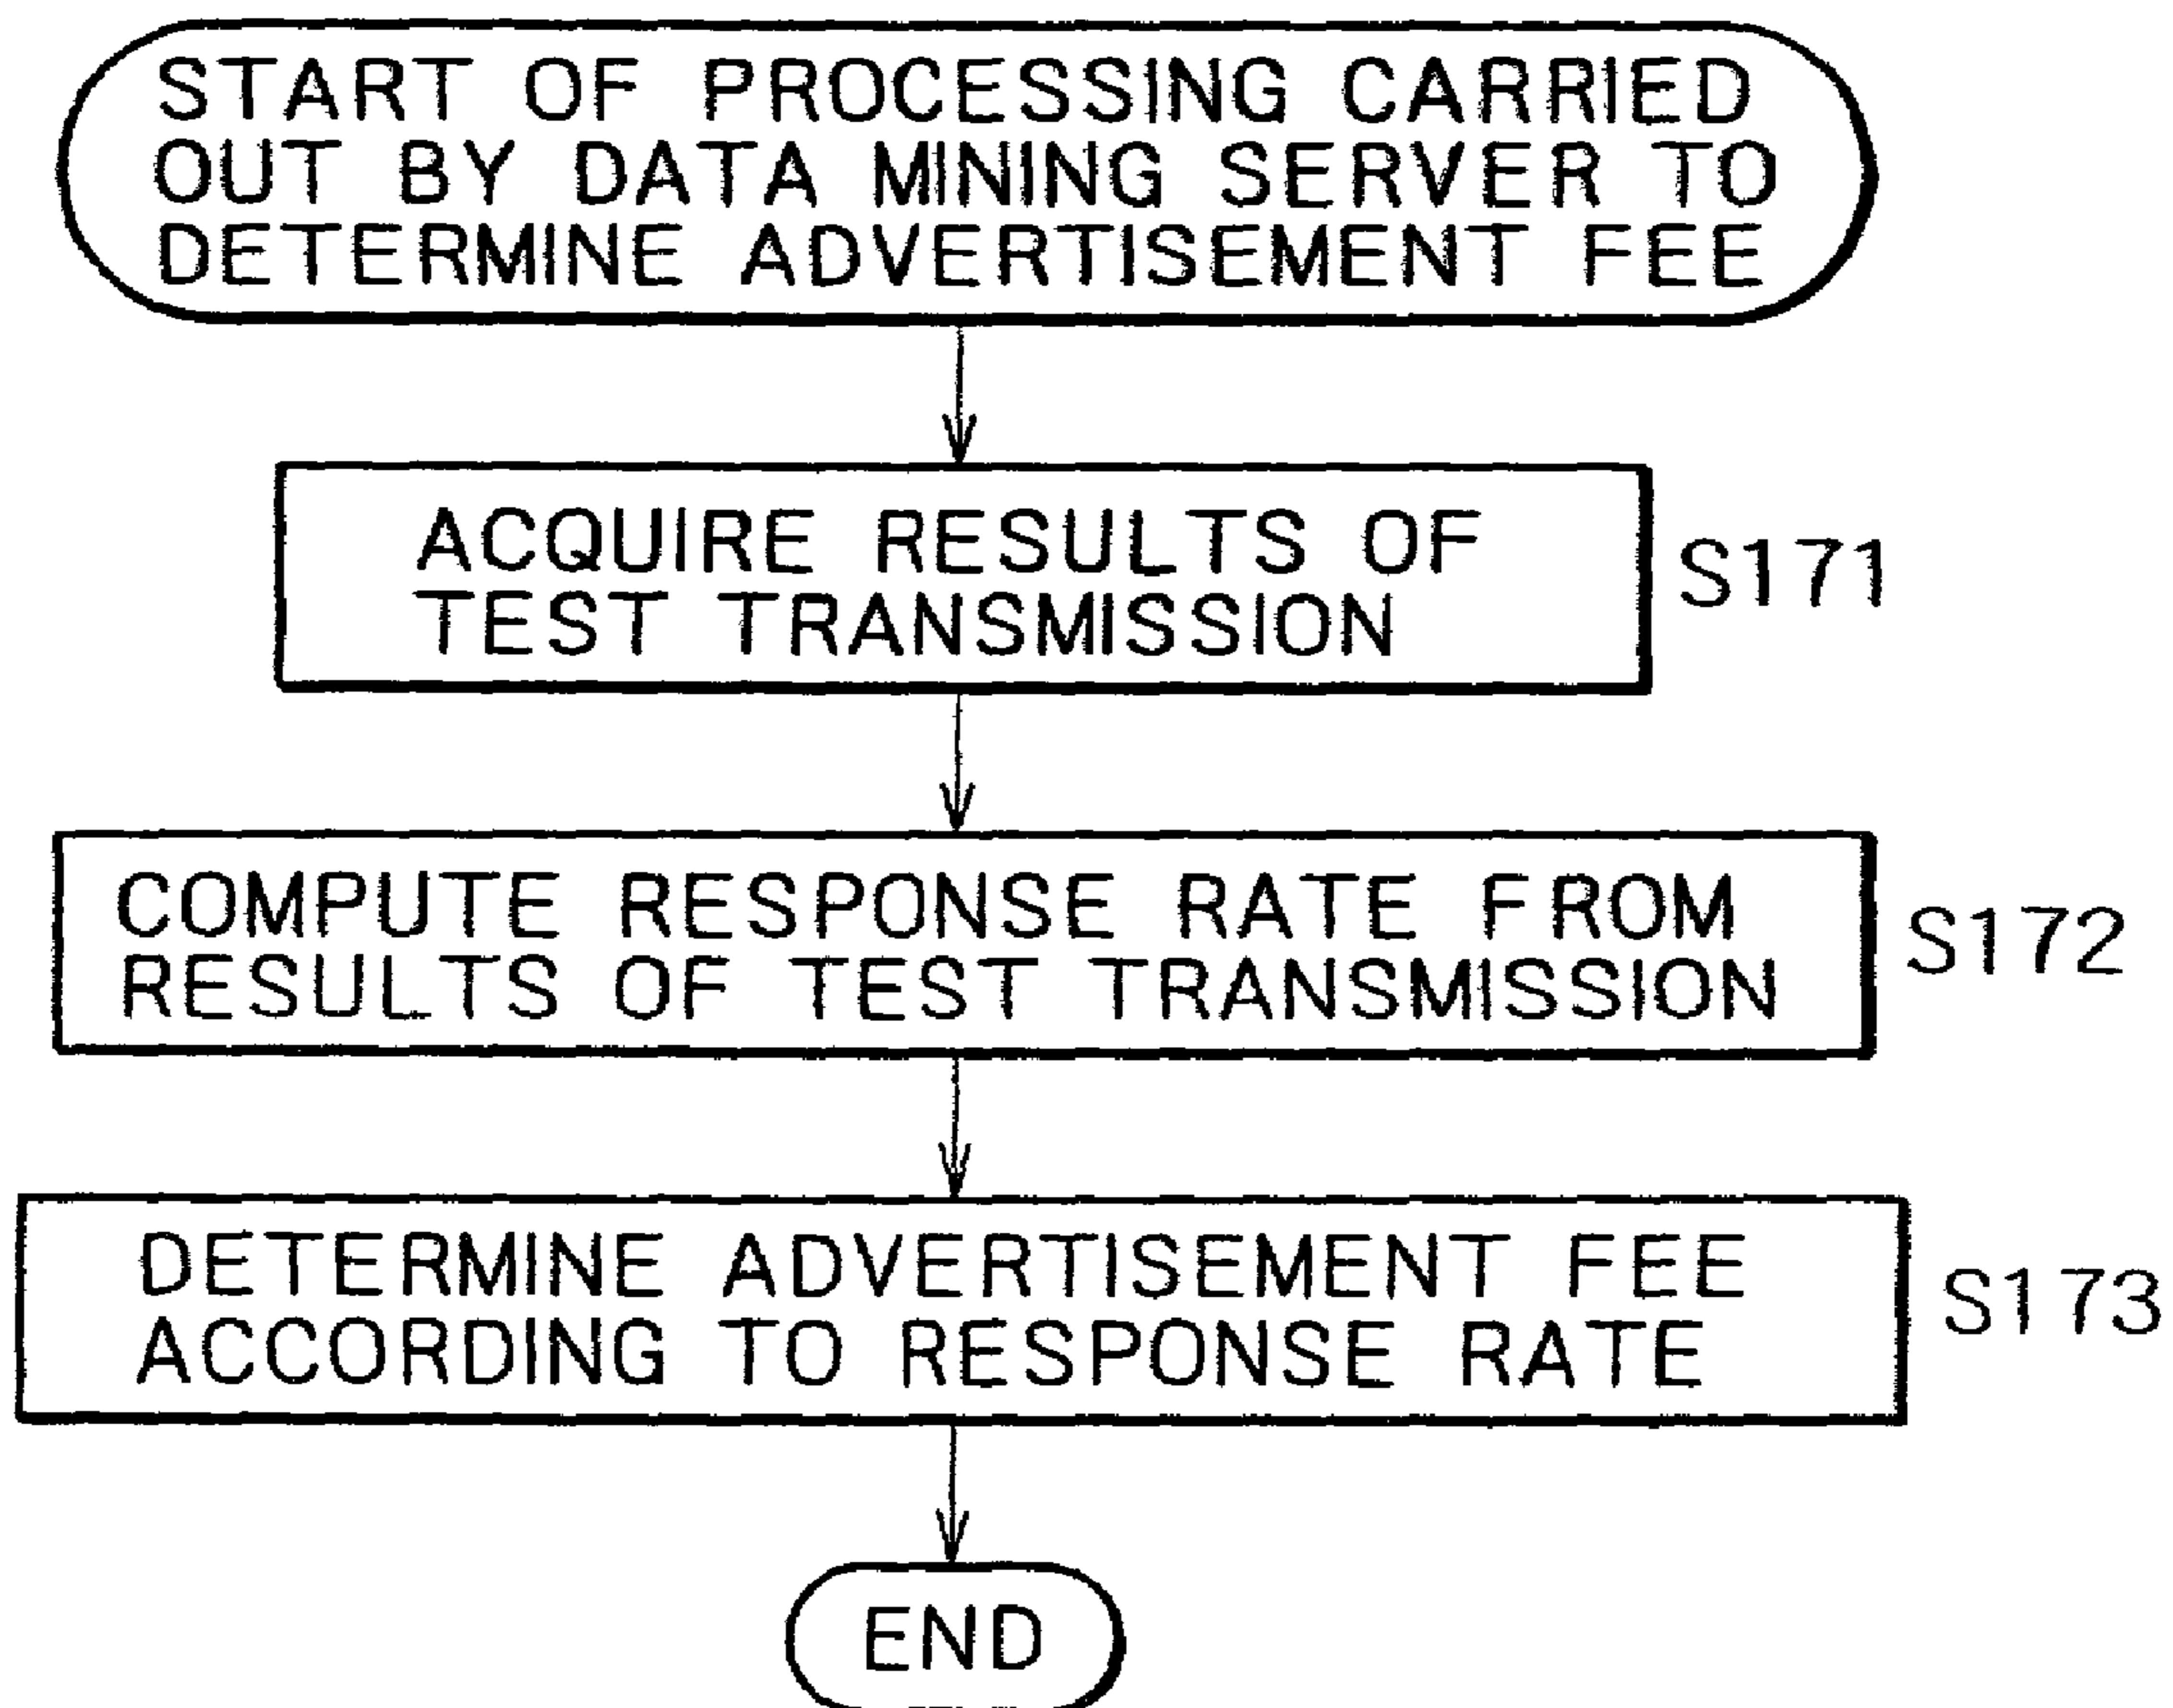 START OF PROCESSING CARRIED
OUT BY DATA MINING SERVER TO
DETERMINE ADVERTISEMENT FEE
ACQUIRE RESULTS OF
TEST TRANSMISSION
S171
COMPUTE RESPONSE RATE FROM
RESULTS OF TEST TRANSMISSION
S172
DETERMINE ADVERTISEMENT FEE
ACCORDING TO RESPONSE RATE
S173
END